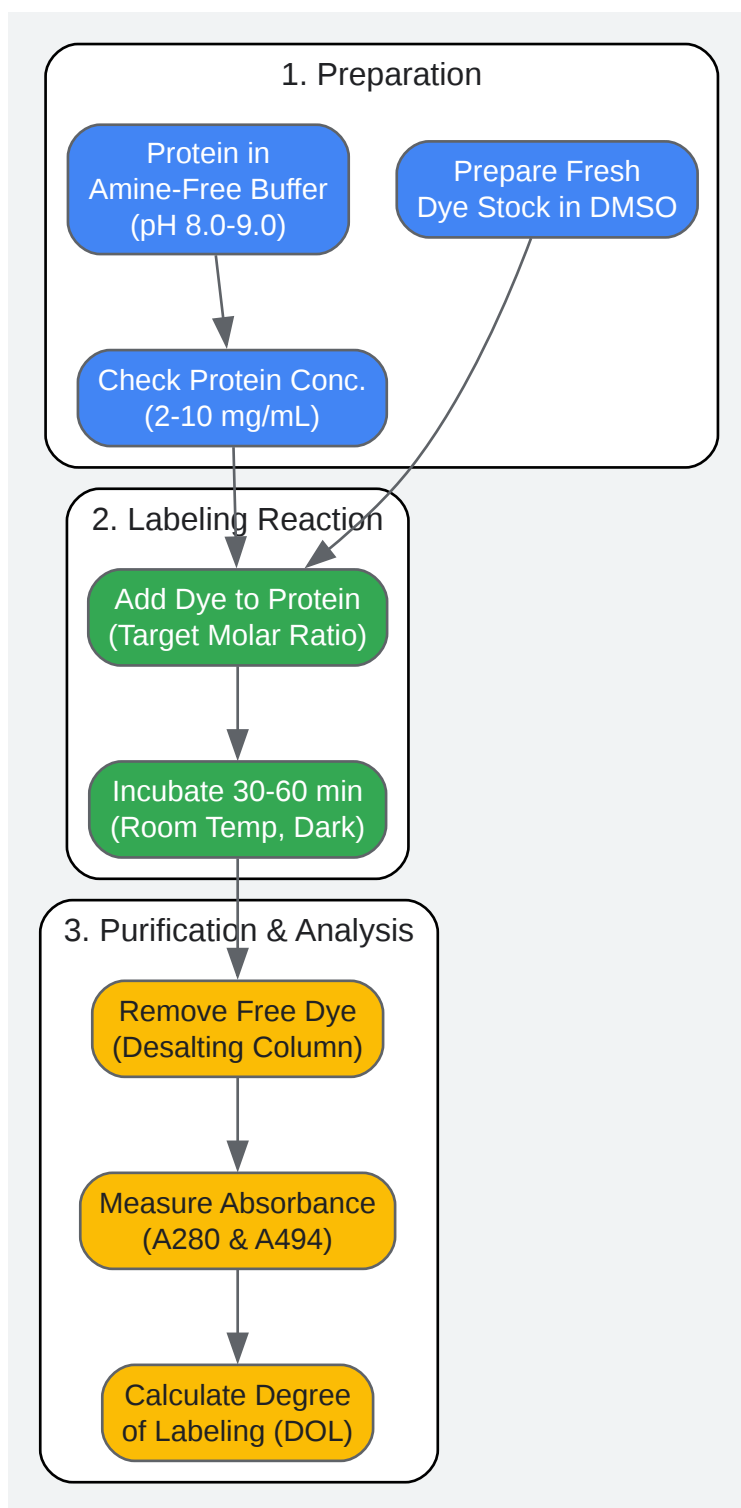 1. Preparation
Protein in
Amine-Free Buffer
(pH 8.0-9.0)
Prepare Fresh
Dye Stock in DMSO
Check Protein Conc.
(2-10 mg/mL)
2. Labeling Reaction
Add Dye to Protein
(Target Molar Ratio)
Incubate 30-60 min
(Room Temp, Dark)
3. Purification & Analysis
Remove Free Dye
(Desalting Column)
Measure Absorbance
(A280 & A494)
Calculate Degree
of Labeling (DOL)